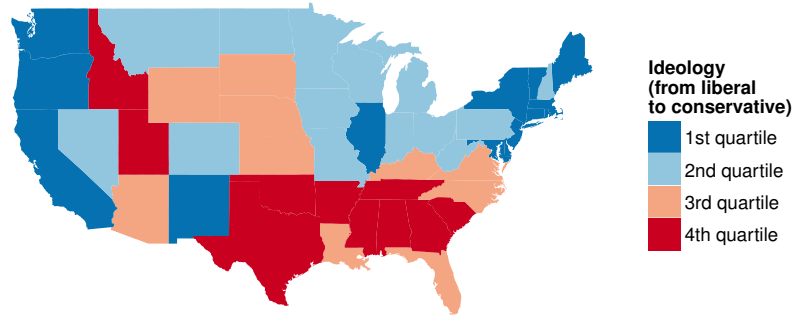 Ideology
(from liberal
to conservative)
1st quartile
2nd quartile
3rd quartile
4th quartile